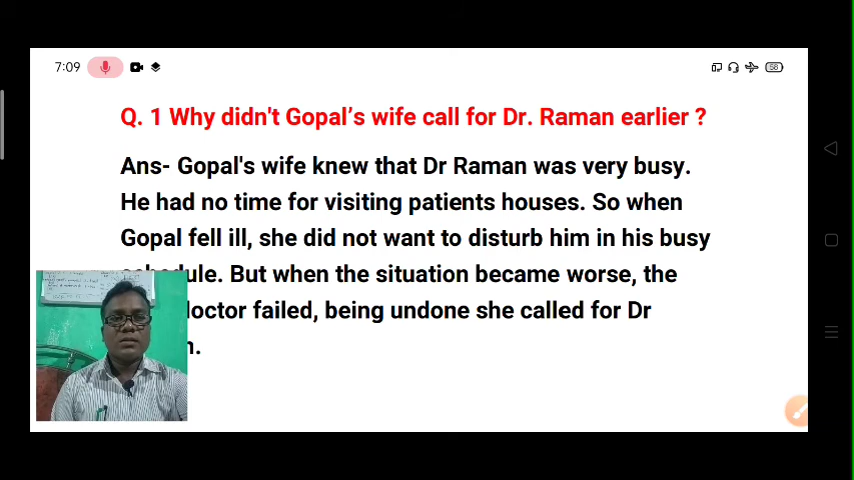 7:09
58
Q. 1 Why didn't Gopal's wife call for Dr. Raman earlier ?
Ans- Gopal's wife knew that Dr Raman was very busy.
He had no time for visiting patients houses. So when
Gopal fell ill, she did not want to disturb him in his busy
schedule. But when the situation became worse, the
doctor failed, being undone she called for Dr